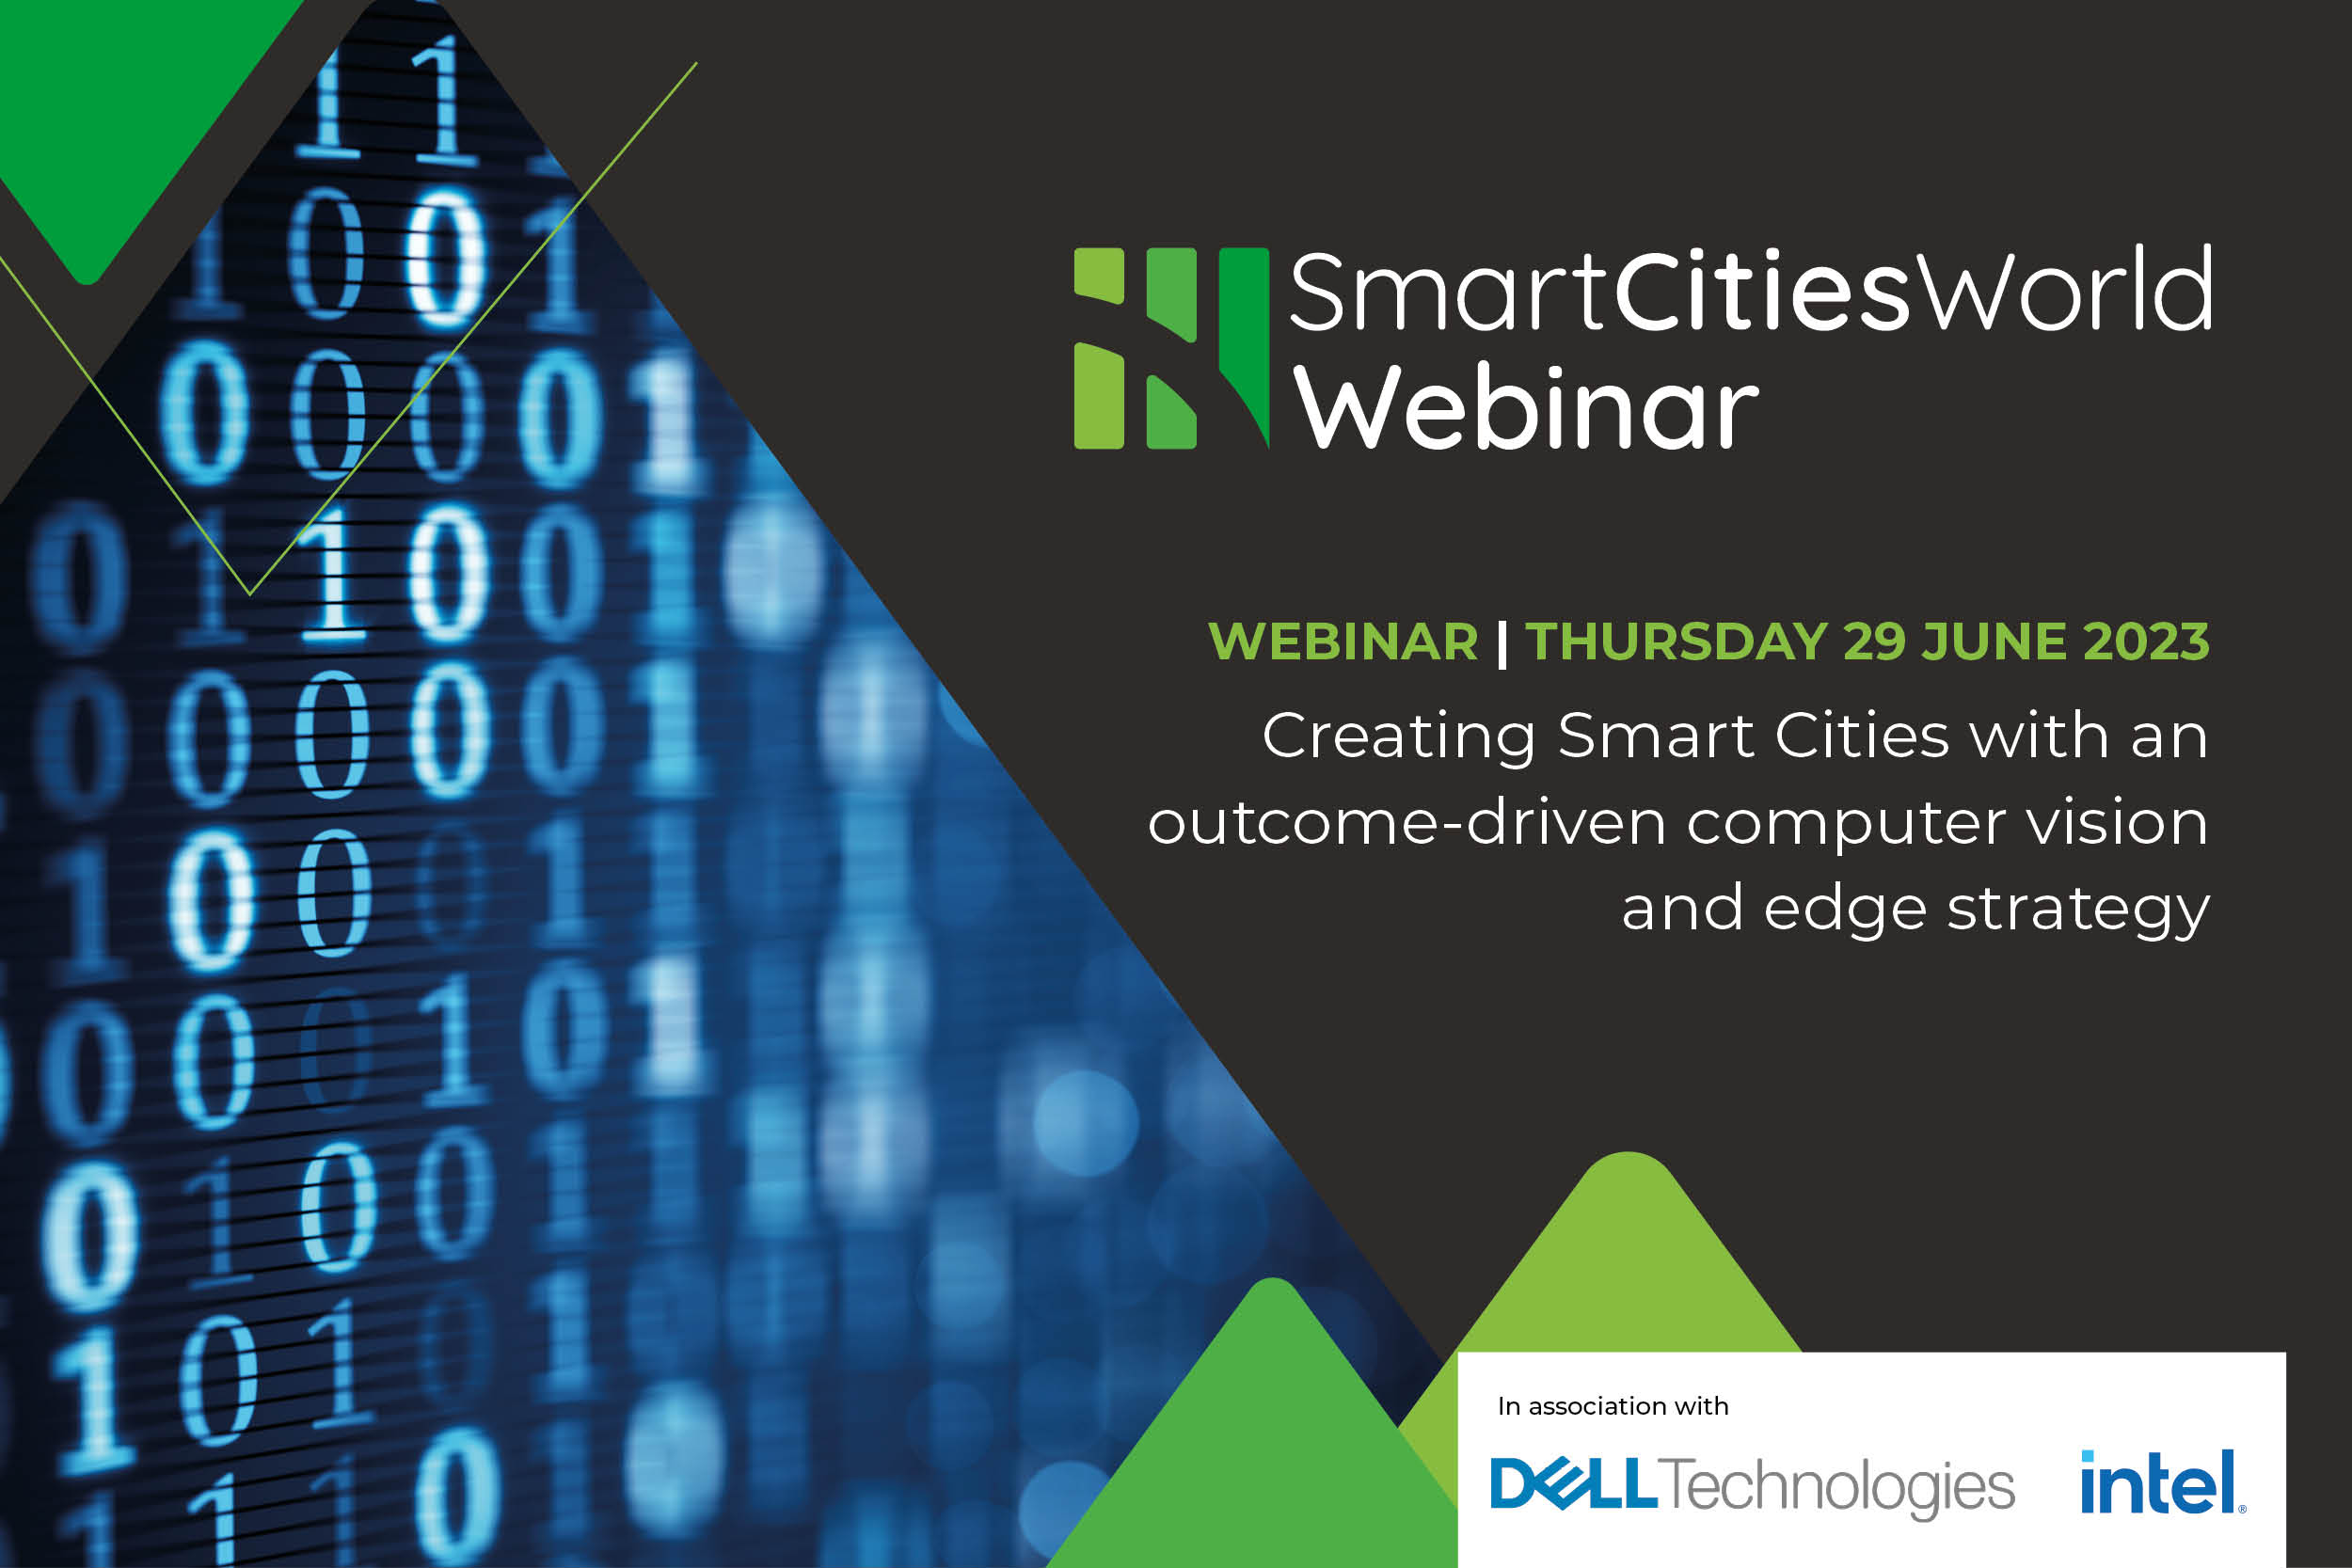 SmartCitiesWorld
Webinar
WEBINAR | THURSDAY 29 JUNE 2023
Creating Smart Cities with an
outcome-driven computer vision
and edge strategy
In association with
DELL Technologies
intel®